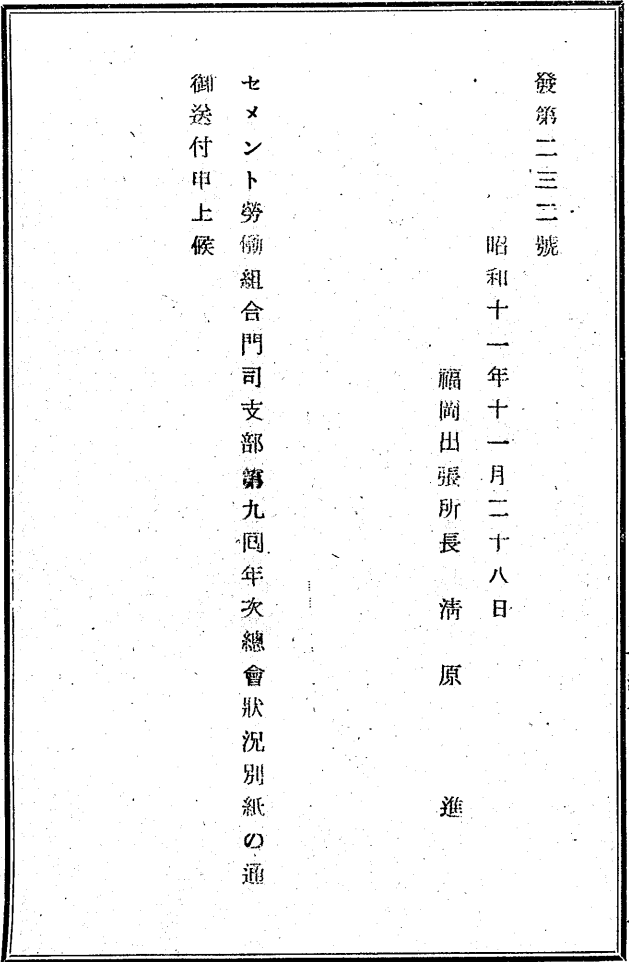 發第二三二號
昭和十一年十一月二十八日
福岡出張所長　淸原　進
セメント勞働組合門司支部第九回年次總會狀況別紙の通
御送付申上候